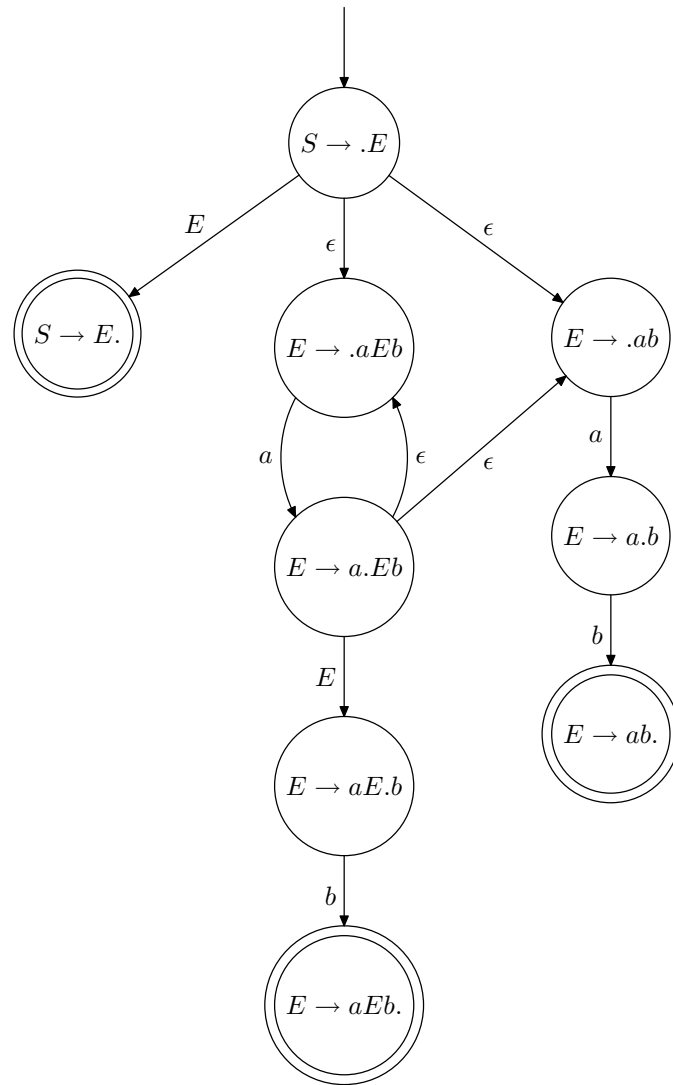 S → .E
E
ϵ
ϵ
S → E.
E → .aEb
E → .ab
a
ϵ
ϵ
a
E → a.Eb
E → a.b
E
b
E → aE.b
E → ab.
b
E → aEb.